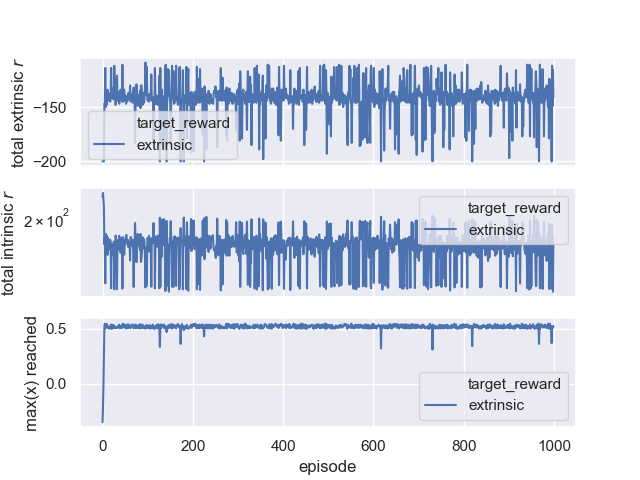 total extrinsic r
−150
−200
target_reward
extrinsic
total intrinsic r
2 × 10²
target_reward
extrinsic
max(x) reached
0.5
0.0
target_reward
extrinsic
0
200
400
600
800
1000
episode